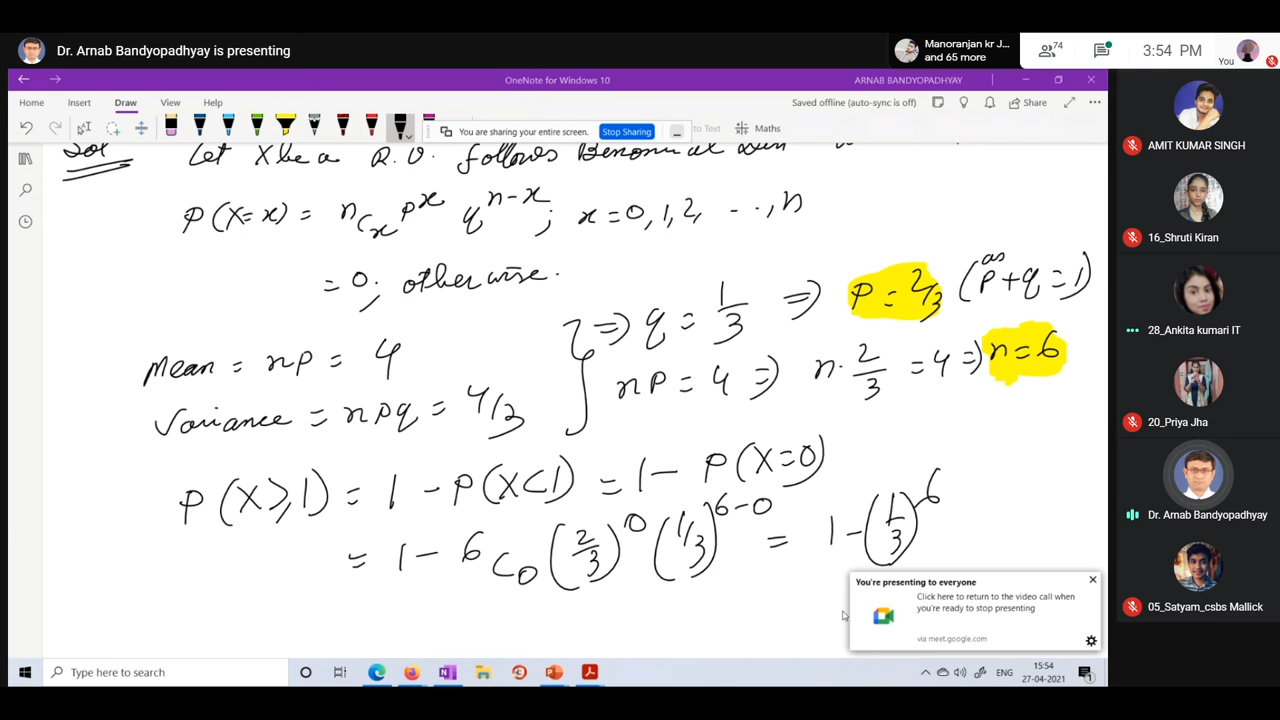 Dr. Arnab Bandyopadhyay is presenting
Manoranjan kr J...
and 65 more
74
3:54 PM
You
OneNote for Windows 10
ARNAB BANDYOPADHYAY
Home Insert Draw View Help
Saved offline (auto-sync is off)
Share
You are sharing your entire screen.
Stop Sharing
to Text
Maths
Sol Let X be a R.V. follows Benomial
P(X=x) = nCx p^x q^n-x; x=0,1,2, ..., n
= 0; otherwise.
Mean = np = 4
Variance = npq = 4/3
=> q = 1/3 => P = 2/3 (as p+q=1)
np = 4 => n. 2/3 = 4 => n=6
P(X≥1) = 1 - P(X<1) = 1 - P(X=0)
= 1 - 6C0 (2/3)^0 (1/3)^6-0 = 1 - (1/3)^6
You're presenting to everyone
Click here to return to the video call when
you're ready to stop presenting
via meet.google.com
AMIT KUMAR SINGH
16_Shruti Kiran
28_Ankita kumari IT
20_Priya Jha
Dr. Arnab Bandyopadhyay
05_Satyam_csbs Mallick
Type here to search
ENG
15:54
27-04-2021
1